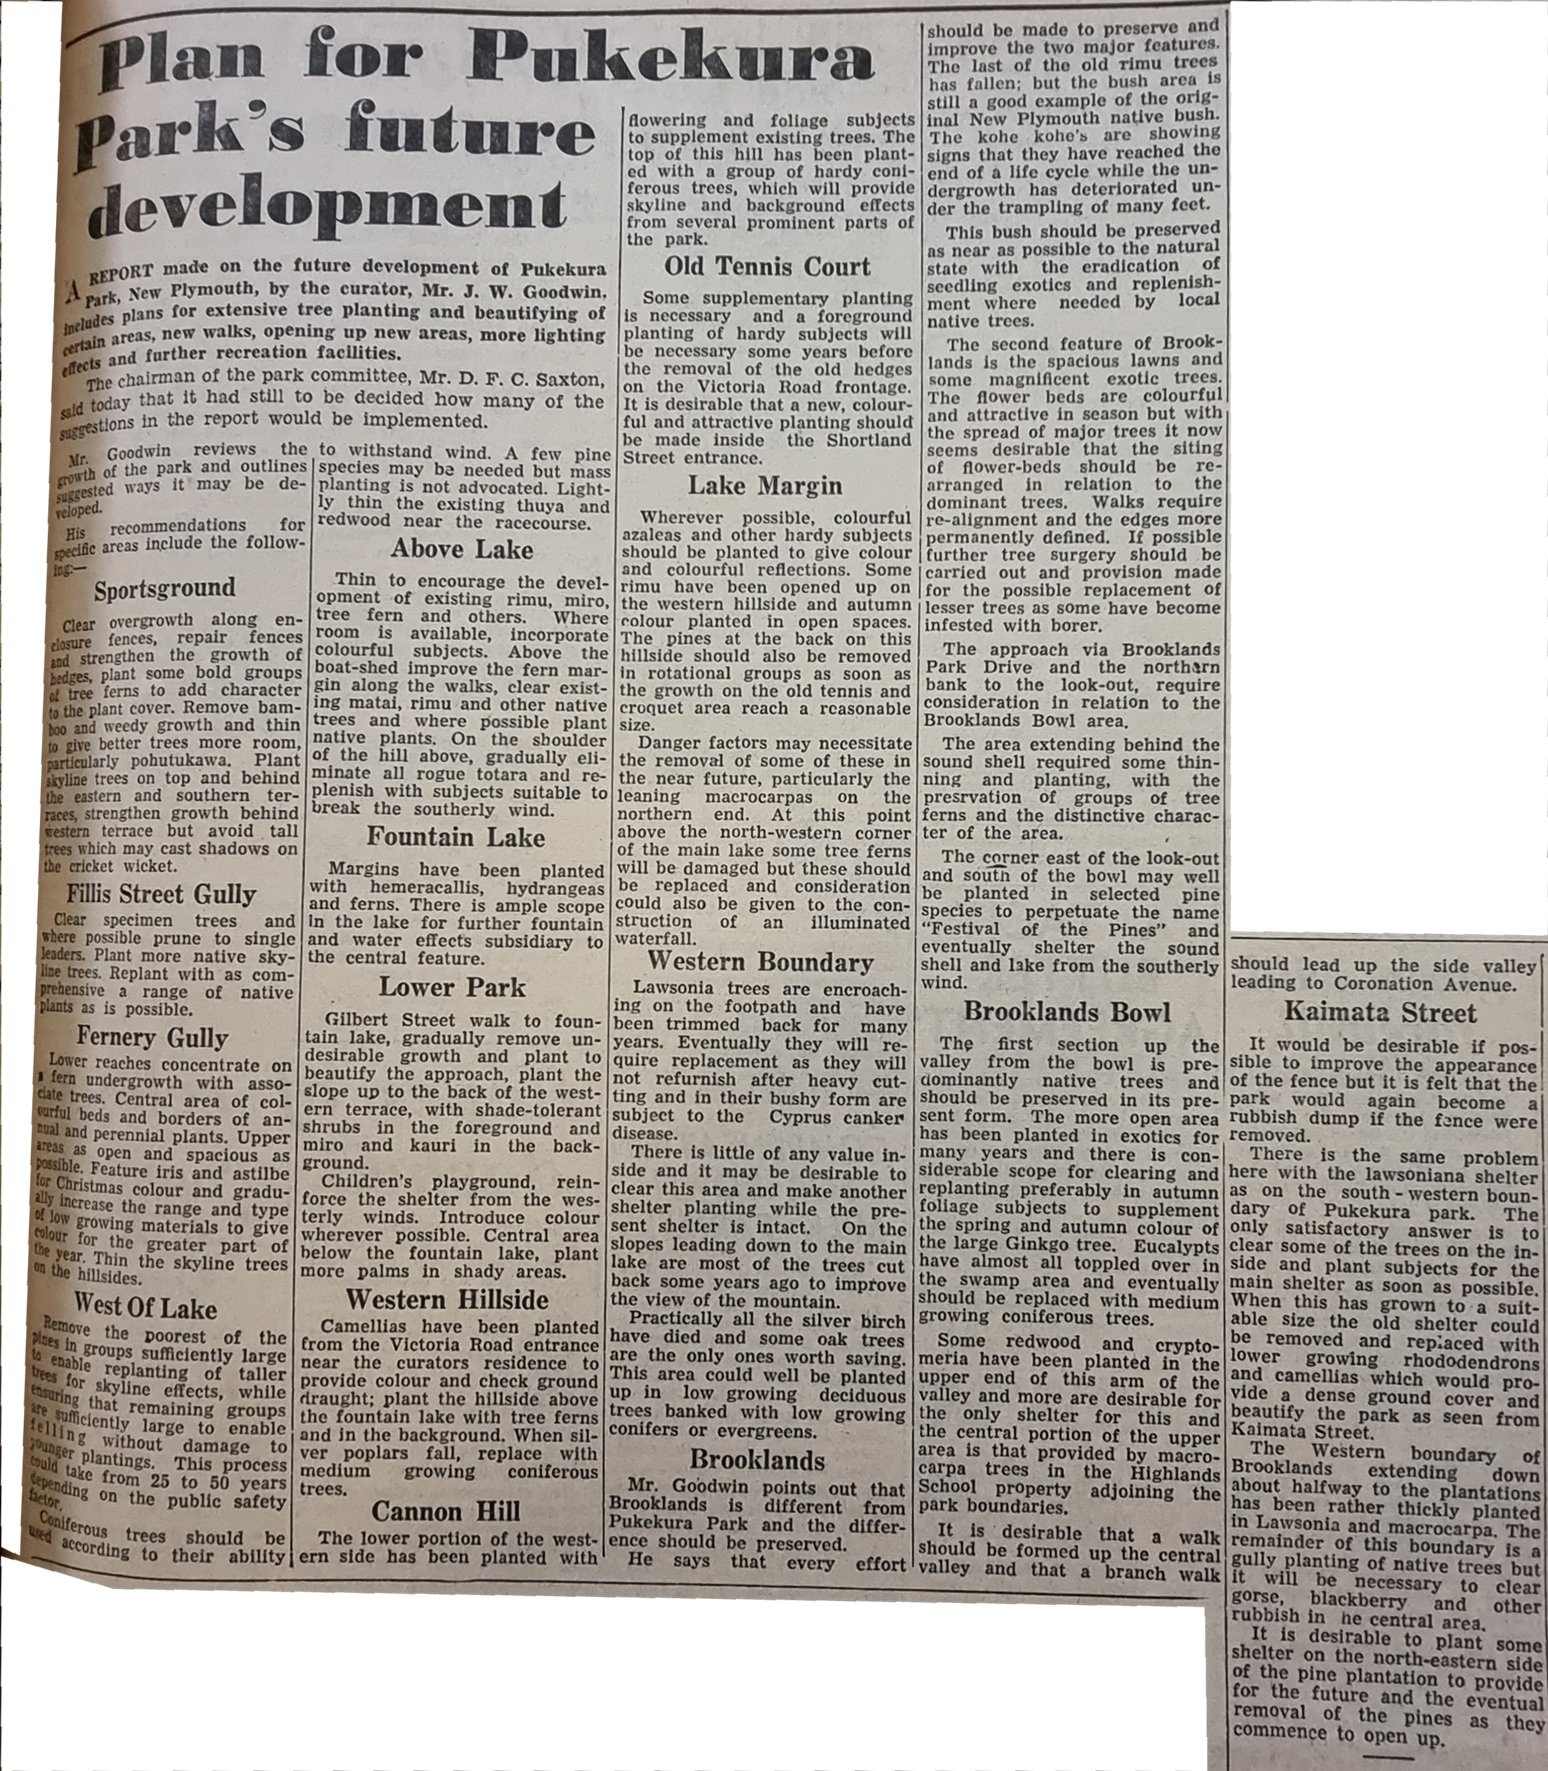 Plan for Pukekura
Park's future
development
A REPORT made on the future development of Pukekura
Park, New Plymouth, by the curator, Mr. J. W. Goodwin,
includes plans for extensive tree planting and beautifying of
certain areas, new walks, opening up new areas, more lighting
effects and further recreation facilities.
The chairman of the park committee, Mr. D. F. C. Saxton,
said today that it had still to be decided how many of the
suggestions in the report would be implemented.
Mr. Goodwin reviews the
growth of the park and outlines
suggested ways it may be de-
veloped.
His recommendations for
specific areas include the follow-
ing:—
Sportsground
Clear overgrowth along en-
closure fences, repair fences
and strengthen the growth of
hedges, plant some bold groups
of tree ferns to add character
to the plant cover. Remove bam-
boo and weedy growth and thin
to give better trees more room,
particularly pohutukawa. Plant
skyline trees on top and behind
the eastern and southern ter-
races, strengthen growth behind
western terrace but avoid tall
trees which may cast shadows on
the cricket wicket.
Fillis Street Gully
Clear specimen trees and
where possible prune to single
leaders. Plant more native sky-
line trees. Replant with as com-
prehensive a range of native
plants as is possible.
Fernery Gully
Lower reaches concentrate on
a fern undergrowth with asso-
ciate trees. Central area of col-
ourful beds and borders of an-
nual and perennial plants. Upper
areas as open and spacious as
possible. Feature iris and astilbe
for Christmas colour and gradu-
ally increase the range and type
of low growing materials to give
colour for the greater part of
the year. Thin the skyline trees
on the hillsides.
West Of Lake
Remove the poorest of the
pines in groups sufficiently large
to enable replanting of taller
trees for skyline effects, while
ensuring that remaining groups
are sufficiently large to enable
felling without damage to
younger plantings. This process
could take from 25 to 50 years
depending on the public safety
factor.
Coniferous trees should be
used according to their ability
to withstand wind. A few pine
species may be needed but mass
planting is not advocated. Light-
ly thin the existing thuya and
redwood near the racecourse.
Above Lake
Thin to encourage the devel-
opment of existing rimu, miro,
tree fern and others. Where
room is available, incorporate
colourful subjects. Above the
boat-shed improve the fern mar-
gin along the walks, clear exist-
ing matai, rimu and other native
trees and where possible plant
native plants. On the shoulder
of the hill above, gradually eli-
minate all rogue totara and re-
plenish with subjects suitable to
break the southerly wind.
Fountain Lake
Margins have been planted
with hemeracallis, hydrangeas
and ferns. There is ample scope
in the lake for further fountain
and water effects subsidiary to
the central feature.
Lower Park
Gilbert Street walk to foun-
tain lake, gradually remove un-
desirable growth and plant to
beautify the approach, plant the
slope up to the back of the west-
ern terrace, with shade-tolerant
shrubs in the foreground and
miro and kauri in the back-
ground.
Children's playground, rein-
force the shelter from the wes-
terly winds. Introduce colour
wherever possible. Central area
below the fountain lake, plant
more palms in shady areas.
Western Hillside
Camellias have been planted
from the Victoria Road entrance
near the curators residence to
provide colour and check ground
draught; plant the hillside above
the fountain lake with tree ferns
and in the background. When sil-
ver poplars fall, replace with
medium growing coniferous
trees.
Cannon Hill
The lower portion of the west-
ern side has been planted with
flowering and foliage subjects
to supplement existing trees. The
top of this hill has been plant-
ed with a group of hardy coni-
ferous trees, which will provide
skyline and background effects
from several prominent parts of
the park.
Old Tennis Court
Some supplementary planting
is necessary and a foreground
planting of hardy subjects will
be necessary some years before
the removal of the old hedges
on the Victoria Road frontage.
It is desirable that a new, colour-
ful and attractive planting should
be made inside the Shortland
Street entrance.
Lake Margin
Wherever possible, colourful
azaleas and other hardy subjects
should be planted to give colour
and colourful reflections. Some
rimu have been opened up on
the western hillside and autumn
colour planted in open spaces.
The pines at the back on this
hillside should also be removed
in rotational groups as soon as
the growth on the old tennis and
croquet area reach a reasonable
size.
Danger factors may necessitate
the removal of some of these in
the near future, particularly the
leaning macrocarpas on the
northern end. At this point
above the north-western corner
of the main lake some tree ferns
will be damaged but these should
be replaced and consideration
could also be given to the con-
struction of an illuminated
waterfall.
Western Boundary
Lawsonia trees are encroach-
ing on the footpath and have
been trimmed back for many
years. Eventually they will re-
quire replacement as they will
not refurnish after heavy cut-
ting and in their bushy form are
subject to the Cyprus canker
disease.
There is little of any value in-
side and it may be desirable to
clear this area and make another
shelter planting while the pre-
sent shelter is intact. On the
slopes leading down to the main
lake are most of the trees cut
back some years ago to improve
the view of the mountain.
Practically all the silver birch
have died and some oak trees
are the only ones worth saving.
This area could well be planted
up in low growing deciduous
trees banked with low growing
conifers or evergreens.
Brooklands
Mr. Goodwin points out that
Brooklands is different from
Pukekura Park and the differ-
ence should be preserved.
He says that every effort
should be made to preserve and
improve the two major features.
The last of the old rimu trees
has fallen; but the bush area is
still a good example of the orig-
inal New Plymouth native bush.
The kohe kohe's are showing
signs that they have reached the
end of a life cycle while the un-
dergrowth has deteriorated un-
der the trampling of many feet.
This bush should be preserved
as near as possible to the natural
state with the eradication of
seedling exotics and replenish-
ment where needed by local
native trees.
The second feature of Brook-
lands is the spacious lawns and
some magnificent exotic trees.
The flower beds are colourful
and attractive in season but with
the spread of major trees it now
seems desirable that the siting
of flower-beds should be re-
arranged in relation to the
dominant trees. Walks require
re-alignment and the edges more
permanently defined. If possible
further tree surgery should be
carried out and provision made
for the possible replacement of
lesser trees as some have become
infested with borer.
The approach via Brooklands
Park Drive and the northern
bank to the look-out, require
consideration in relation to the
Brooklands Bowl area.
The area extending behind the
sound shell required some thin-
ning and planting, with the
presrvation of groups of tree
ferns and the distinctive charac-
ter of the area.
The corner east of the look-out
and south of the bowl may well
be planted in selected pine
species to perpetuate the name
"Festival of the Pines" and
eventually shelter the sound
shell and lake from the southerly
wind.
Brooklands Bowl
The first section up the
valley from the bowl is pre-
dominantly native trees and
should be preserved in its pre-
sent form. The more open area
has been planted in exotics for
many years and there is con-
siderable scope for clearing and
replanting preferably in autumn
foliage subjects to supplement
the spring and autumn colour of
the large Ginkgo tree. Eucalypts
have almost all toppled over in
the swamp area and eventually
should be replaced with medium
growing coniferous trees.
Some redwood and crypto-
meria have been planted in the
upper end of this arm of the
valley and more are desirable for
the only shelter for this and
the central portion of the upper
area is that provided by macro-
carpa trees in the Highlands
School property adjoining the
park boundaries.
It is desirable that a walk
should be formed up the central
valley and that a branch walk
should lead up the side valley
leading to Coronation Avenue.
Kaimata Street
It would be desirable if pos-
sible to improve the appearance
of the fence but it is felt that the
park would again become a
rubbish dump if the fence were
removed.
There is the same problem
here with the lawsoniana shelter
as on the south-western boun-
dary of Pukekura park. The
only satisfactory answer is to
clear some of the trees on the in-
side and plant subjects for the
main shelter as soon as possible.
When this has grown to a suit-
able size the old shelter could
be removed and replaced with
lower growing rhododendrons
and camellias which would pro-
vide a dense ground cover and
beautify the park as seen from
Kaimata Street.
The Western boundary of
Brooklands extending down
about halfway to the plantations
has been rather thickly planted
in Lawsonia and macrocarpa. The
remainder of this boundary is a
gully planting of native trees but
it will be necessary to clear
gorse, blackberry and other
rubbish in he central area.
It is desirable to plant some
shelter on the north-eastern side
of the pine plantation to provide
for the future and the eventual
removal of the pines as they
commence to open up.